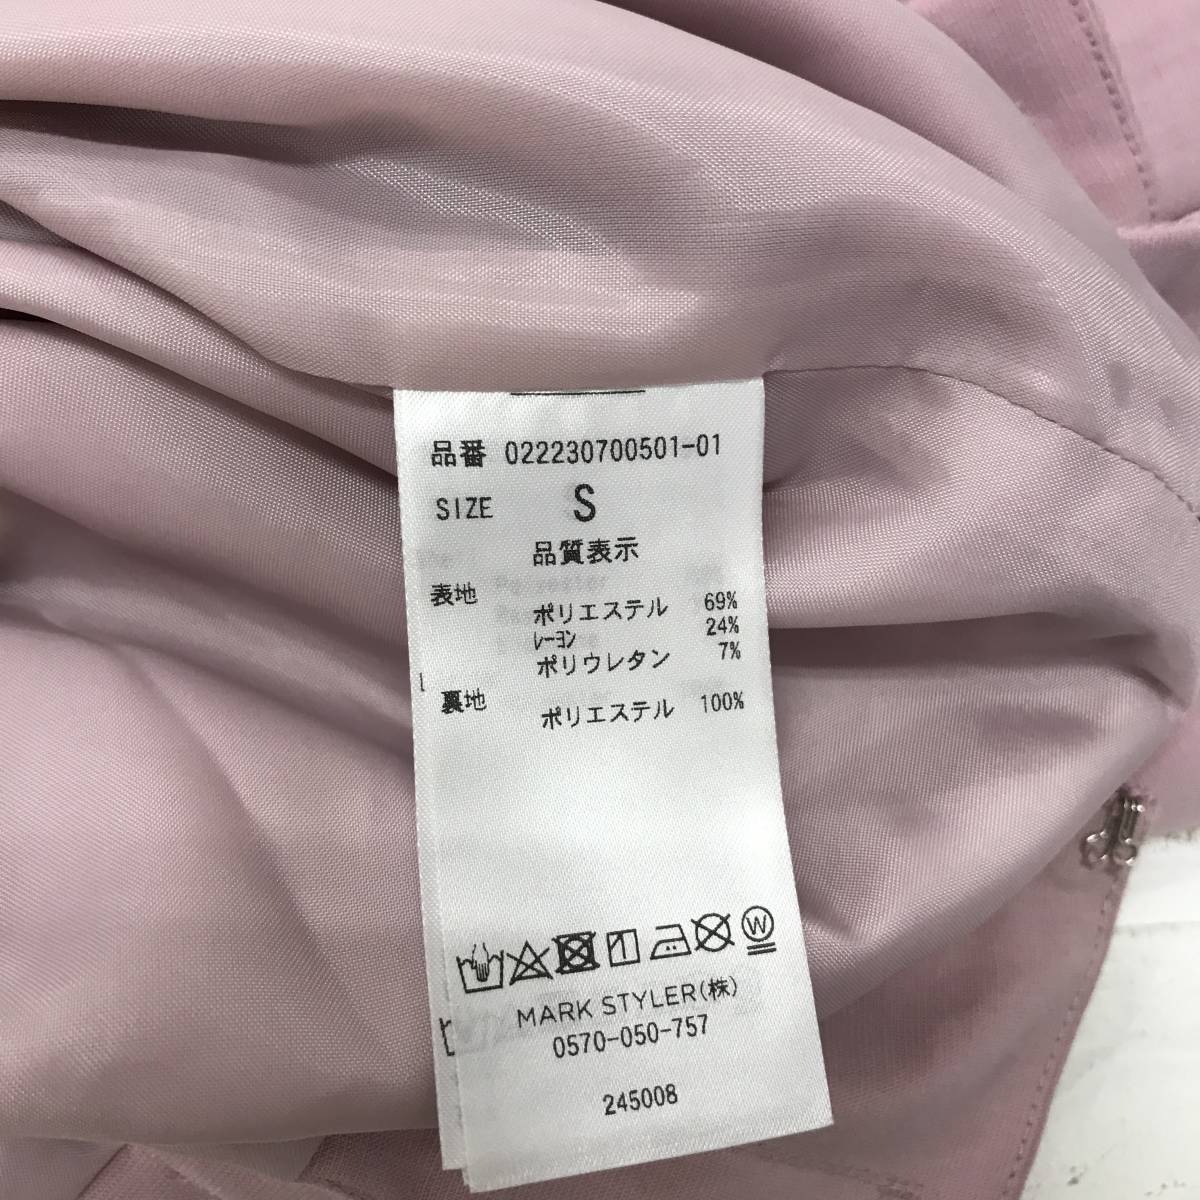 品番 022230700501-01
SIZE S
品質表示
表地
ポリエステル 69%
レーヨン 24%
ポリウレタン 7%
裏地
ポリエステル 100%
W
MARK STYLER(株)
0570-050-757
245008